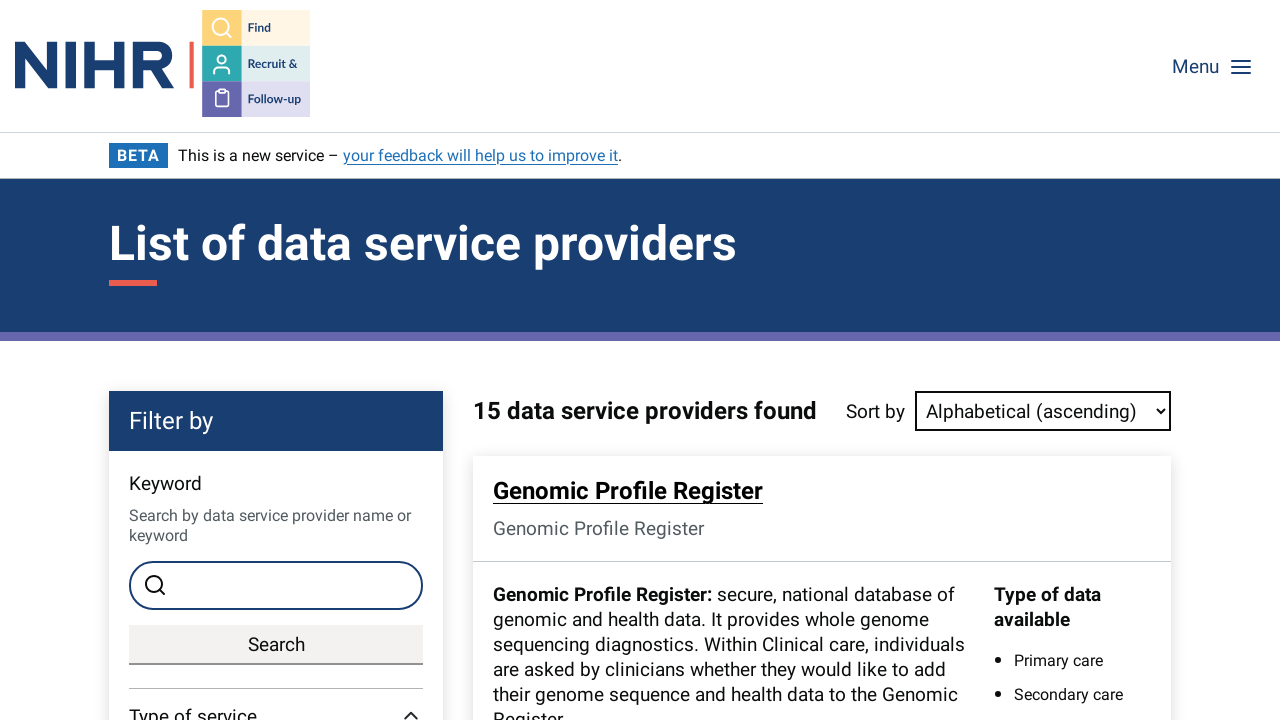 NIHR
Find
Recruit &
Follow-up
Menu
BETA This is a new service – your feedback will help us to improve it.
List of data service providers
Filter by
Keyword
Search by data service provider name or
keyword
Search
Type of service
15 data service providers found
Sort by Alphabetical (ascending)
Genomic Profile Register
Genomic Profile Register
Genomic Profile Register: secure, national database of
genomic and health data. It provides whole genome
sequencing diagnostics. Within Clinical care, individuals
are asked by clinicians whether they would like to add
their genome sequence and health data to the Genomic
Register.
Type of data
available
Primary care
Secondary care